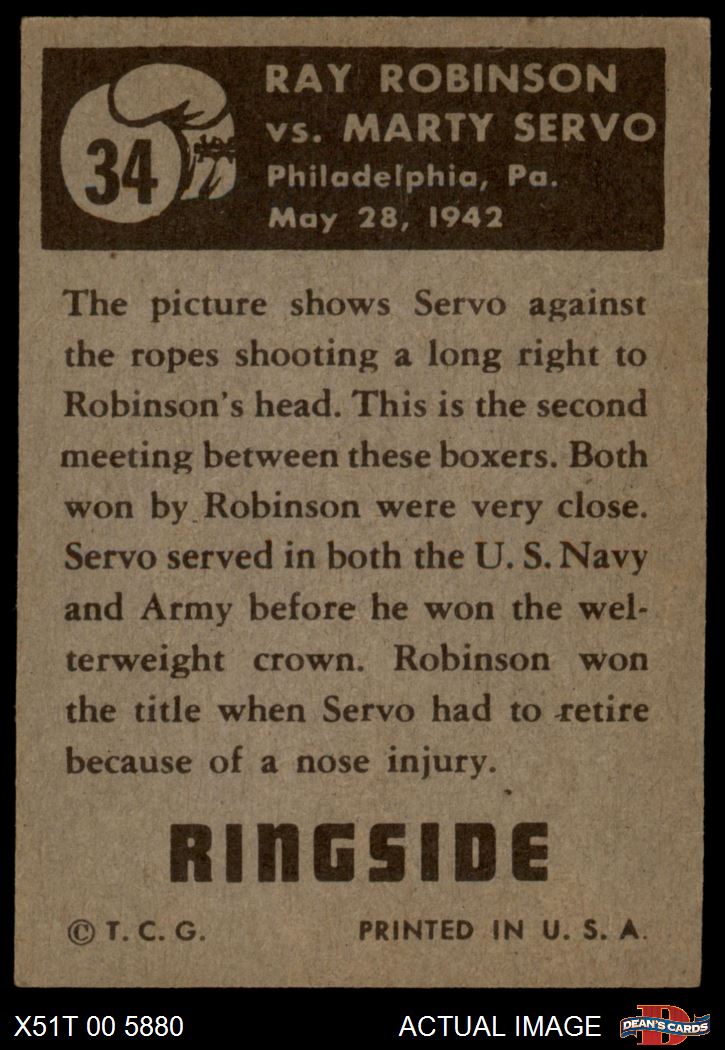 34
RAY ROBINSON
vs. MARTY SERVO
Philadelphia, Pa.
May 28, 1942
The picture shows Servo against
the ropes shooting a long right to
Robinson's head. This is the second
meeting between these boxers. Both
won by Robinson were very close.
Servo served in both the U. S. Navy
and Army before he won the wel-
terweight crown. Robinson won
the title when Servo had to retire
because of a nose injury.
RINGSIDE
© T. C. G.
PRINTED IN U. S. A.
X51T 00 5880
ACTUAL IMAGE
D
DEAN'S CARDS